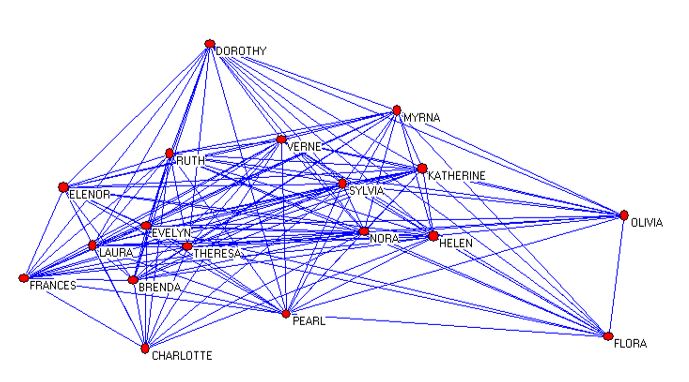 DOROTHY
MYRNA
VERNE
RUTH
KATHERINE
SYLVIA
ELENOR
OLIVIA
EVELYN
NORA
HELEN
LAURA
THERESA
FRANCES
BRENDA
PEARL
FLORA
CHARLOTTE